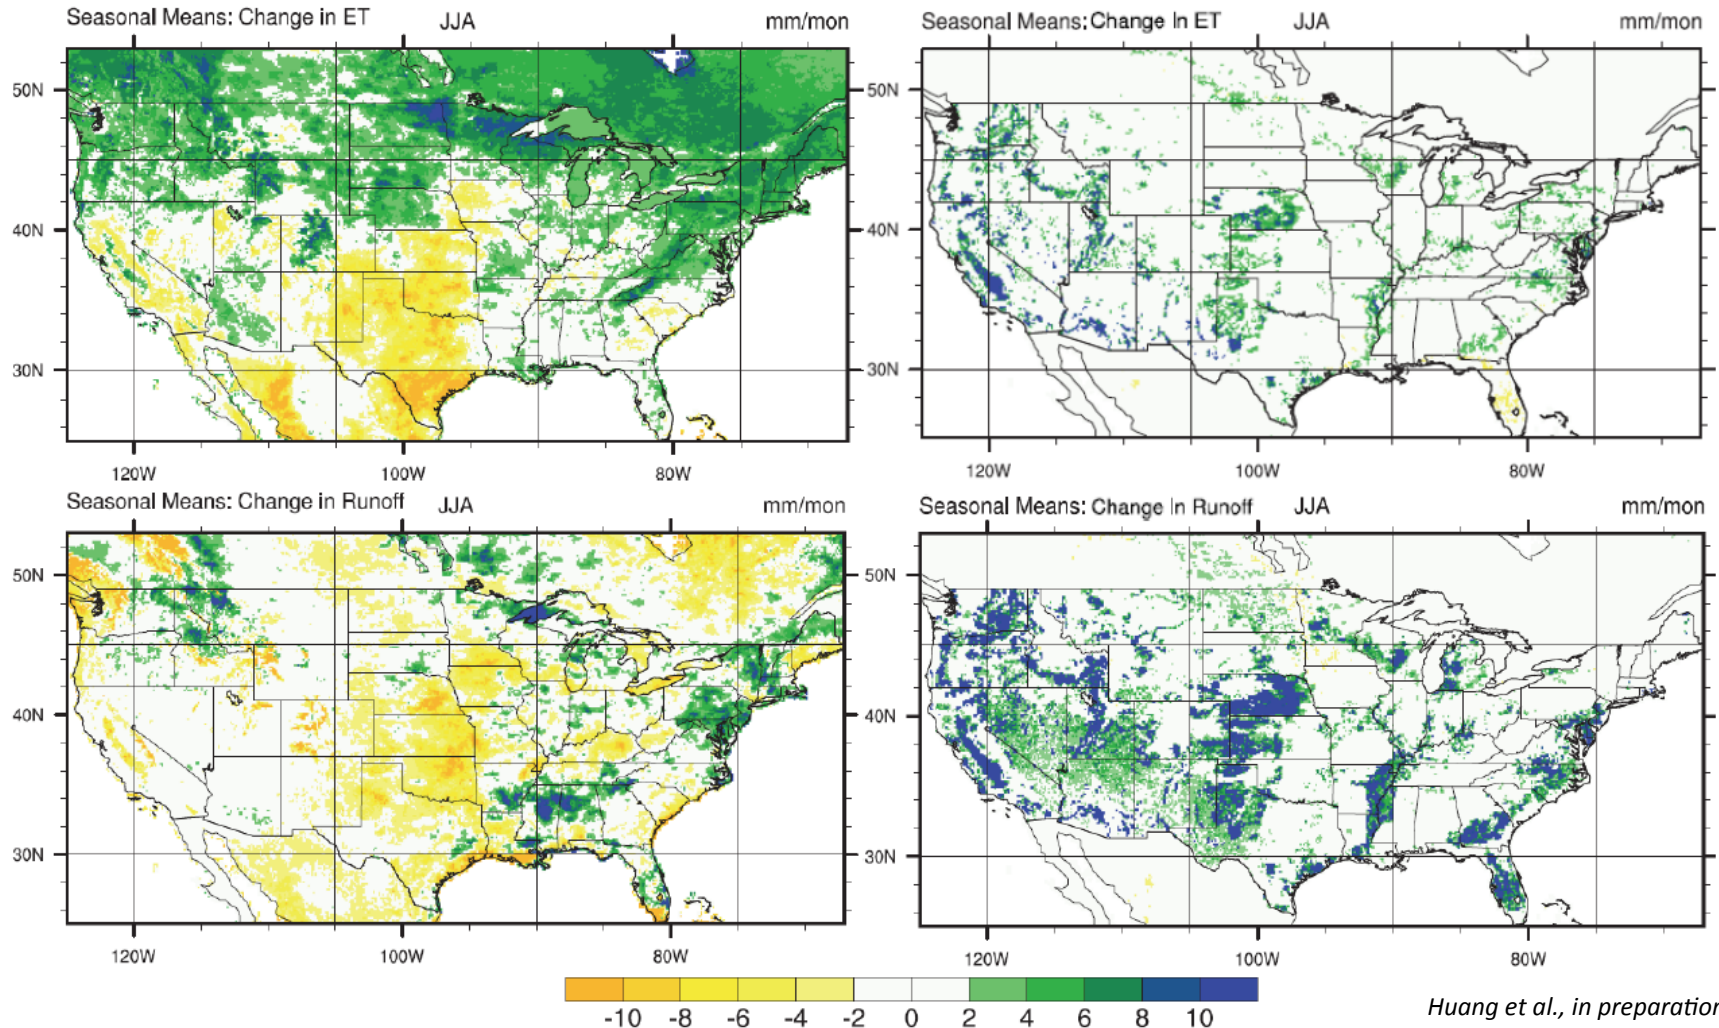 Seasonal Means: Change in ET JJA mm/mon
Seasonal Means: Change In ET JJA mm/mon
50N
40N
30N
50N
40N
30N
120W 100W 80W
120W 100W 80W
Seasonal Means: Change in Runoff JJA mm/mon
Seasonal Means: Change In Runoff JJA mm/mon
50N
40N
30N
50N
40N
30N
120W 100W 80W
120W 100W 80W
-10 -8 -6 -4 -2 0 2 4 6 8 10
Huang et al., in preparation